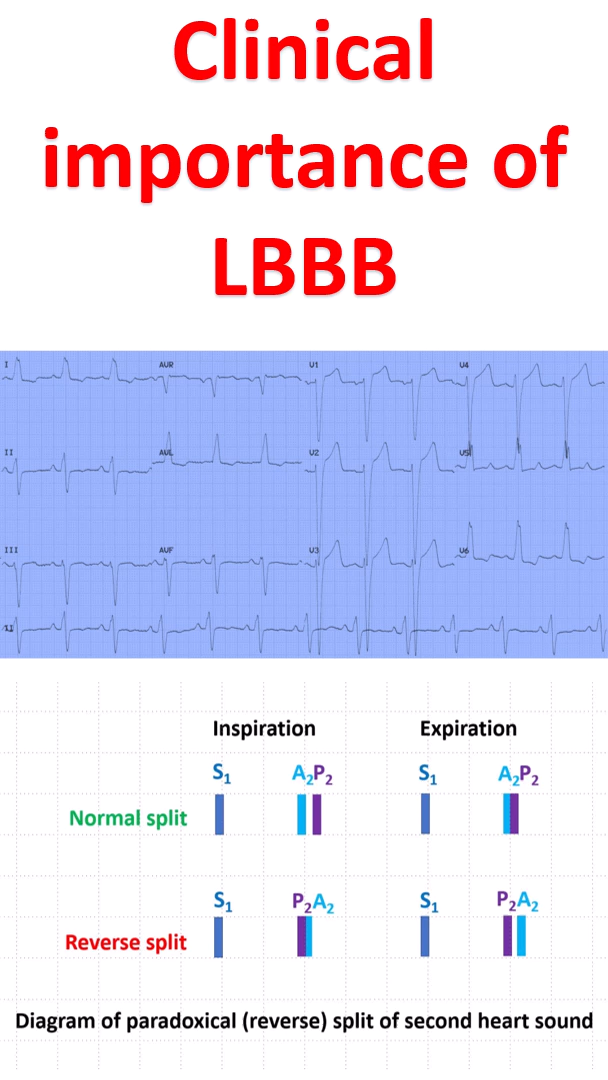 Clinical
importance of
LBBB
I AVR V1 V4
II AVL V2 V5
III AVF V3 V6
II
Inspiration Expiration
S₁ A₂P₂ S₁ A₂P₂
Normal split
S₁ P₂A₂ S₁ P₂A₂
Reverse split
Diagram of paradoxical (reverse) split of second heart sound